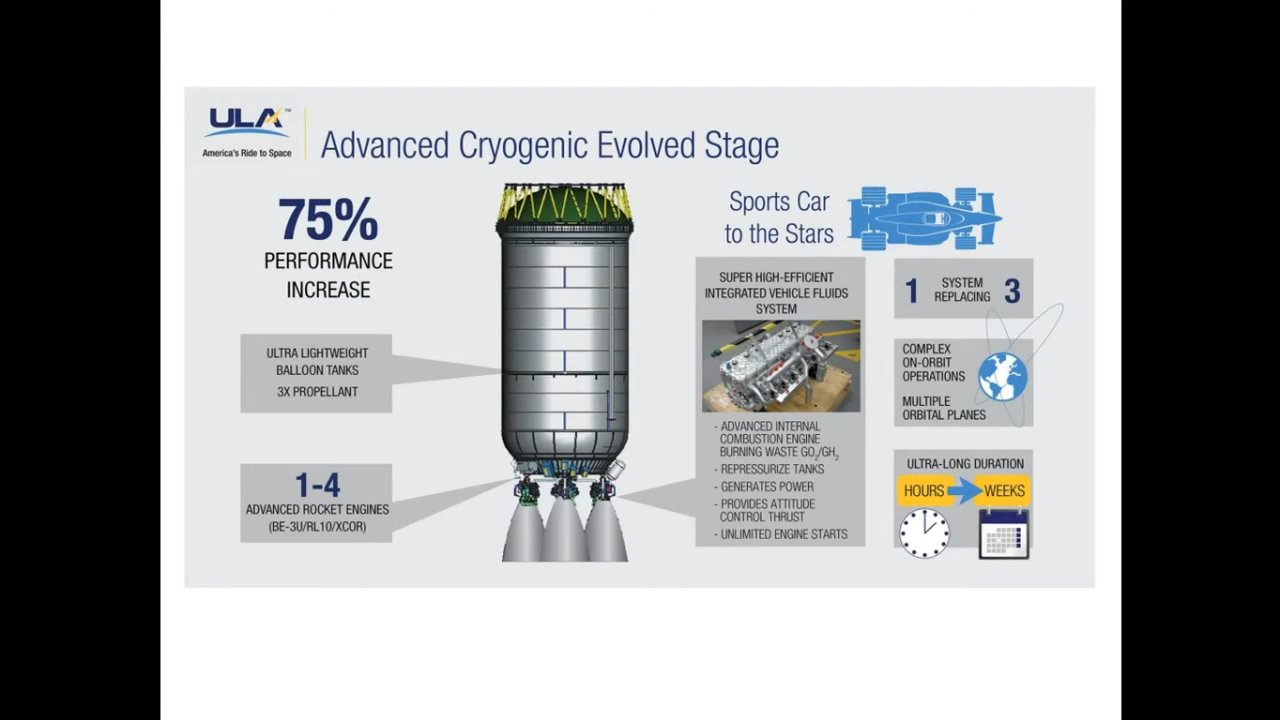 ULA™
America's Ride to Space
Advanced Cryogenic Evolved Stage
75%
PERFORMANCE
INCREASE
ULTRA LIGHTWEIGHT
BALLOON TANKS
3X PROPELLANT
1-4
ADVANCED ROCKET ENGINES
(BE-3U/RL10/XCOR)
Sports Car
to the Stars
SUPER HIGH-EFFICIENT
INTEGRATED VEHICLE FLUIDS
SYSTEM
- ADVANCED INTERNAL
COMBUSTION ENGINE
BURNING WASTE GO₂/GH₂
- REPRESSURIZE TANKS
- GENERATES POWER
- PROVIDES ATTITUDE
CONTROL THRUST
- UNLIMITED ENGINE STARTS
1 SYSTEM REPLACING 3
COMPLEX
ON-ORBIT
OPERATIONS
MULTIPLE
ORBITAL PLANES
ULTRA-LONG DURATION
HOURS WEEKS